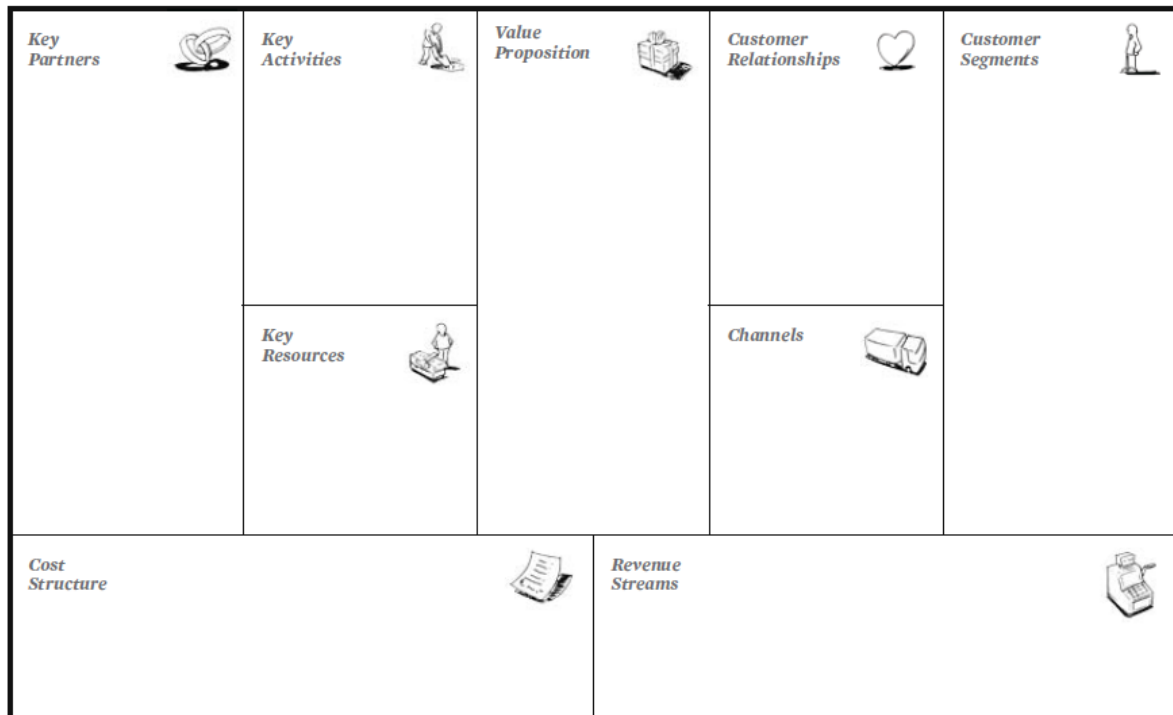 Key
Partners
Key
Activities
Value
Proposition
Customer
Relationships
Customer
Segments
Key
Resources
Channels
Cost
Structure
Revenue
Streams